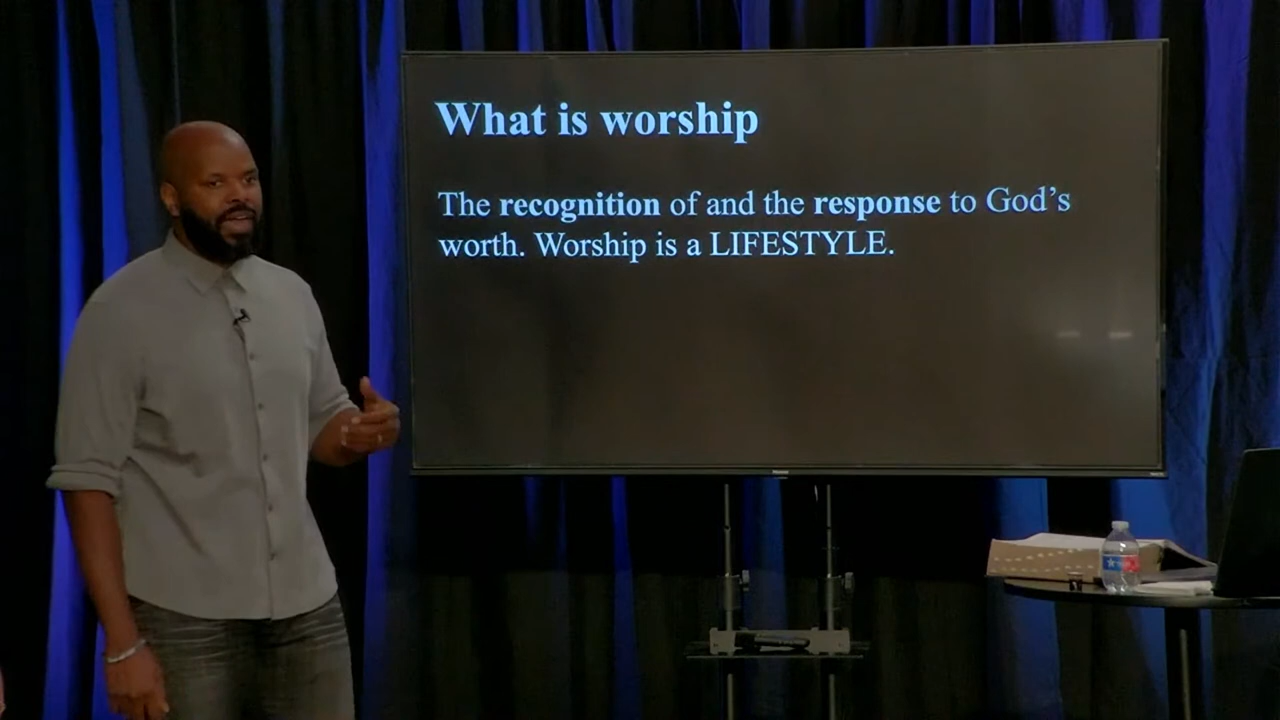 What is worship
The recognition of and the response to God’s
worth. Worship is a LIFESTYLE.